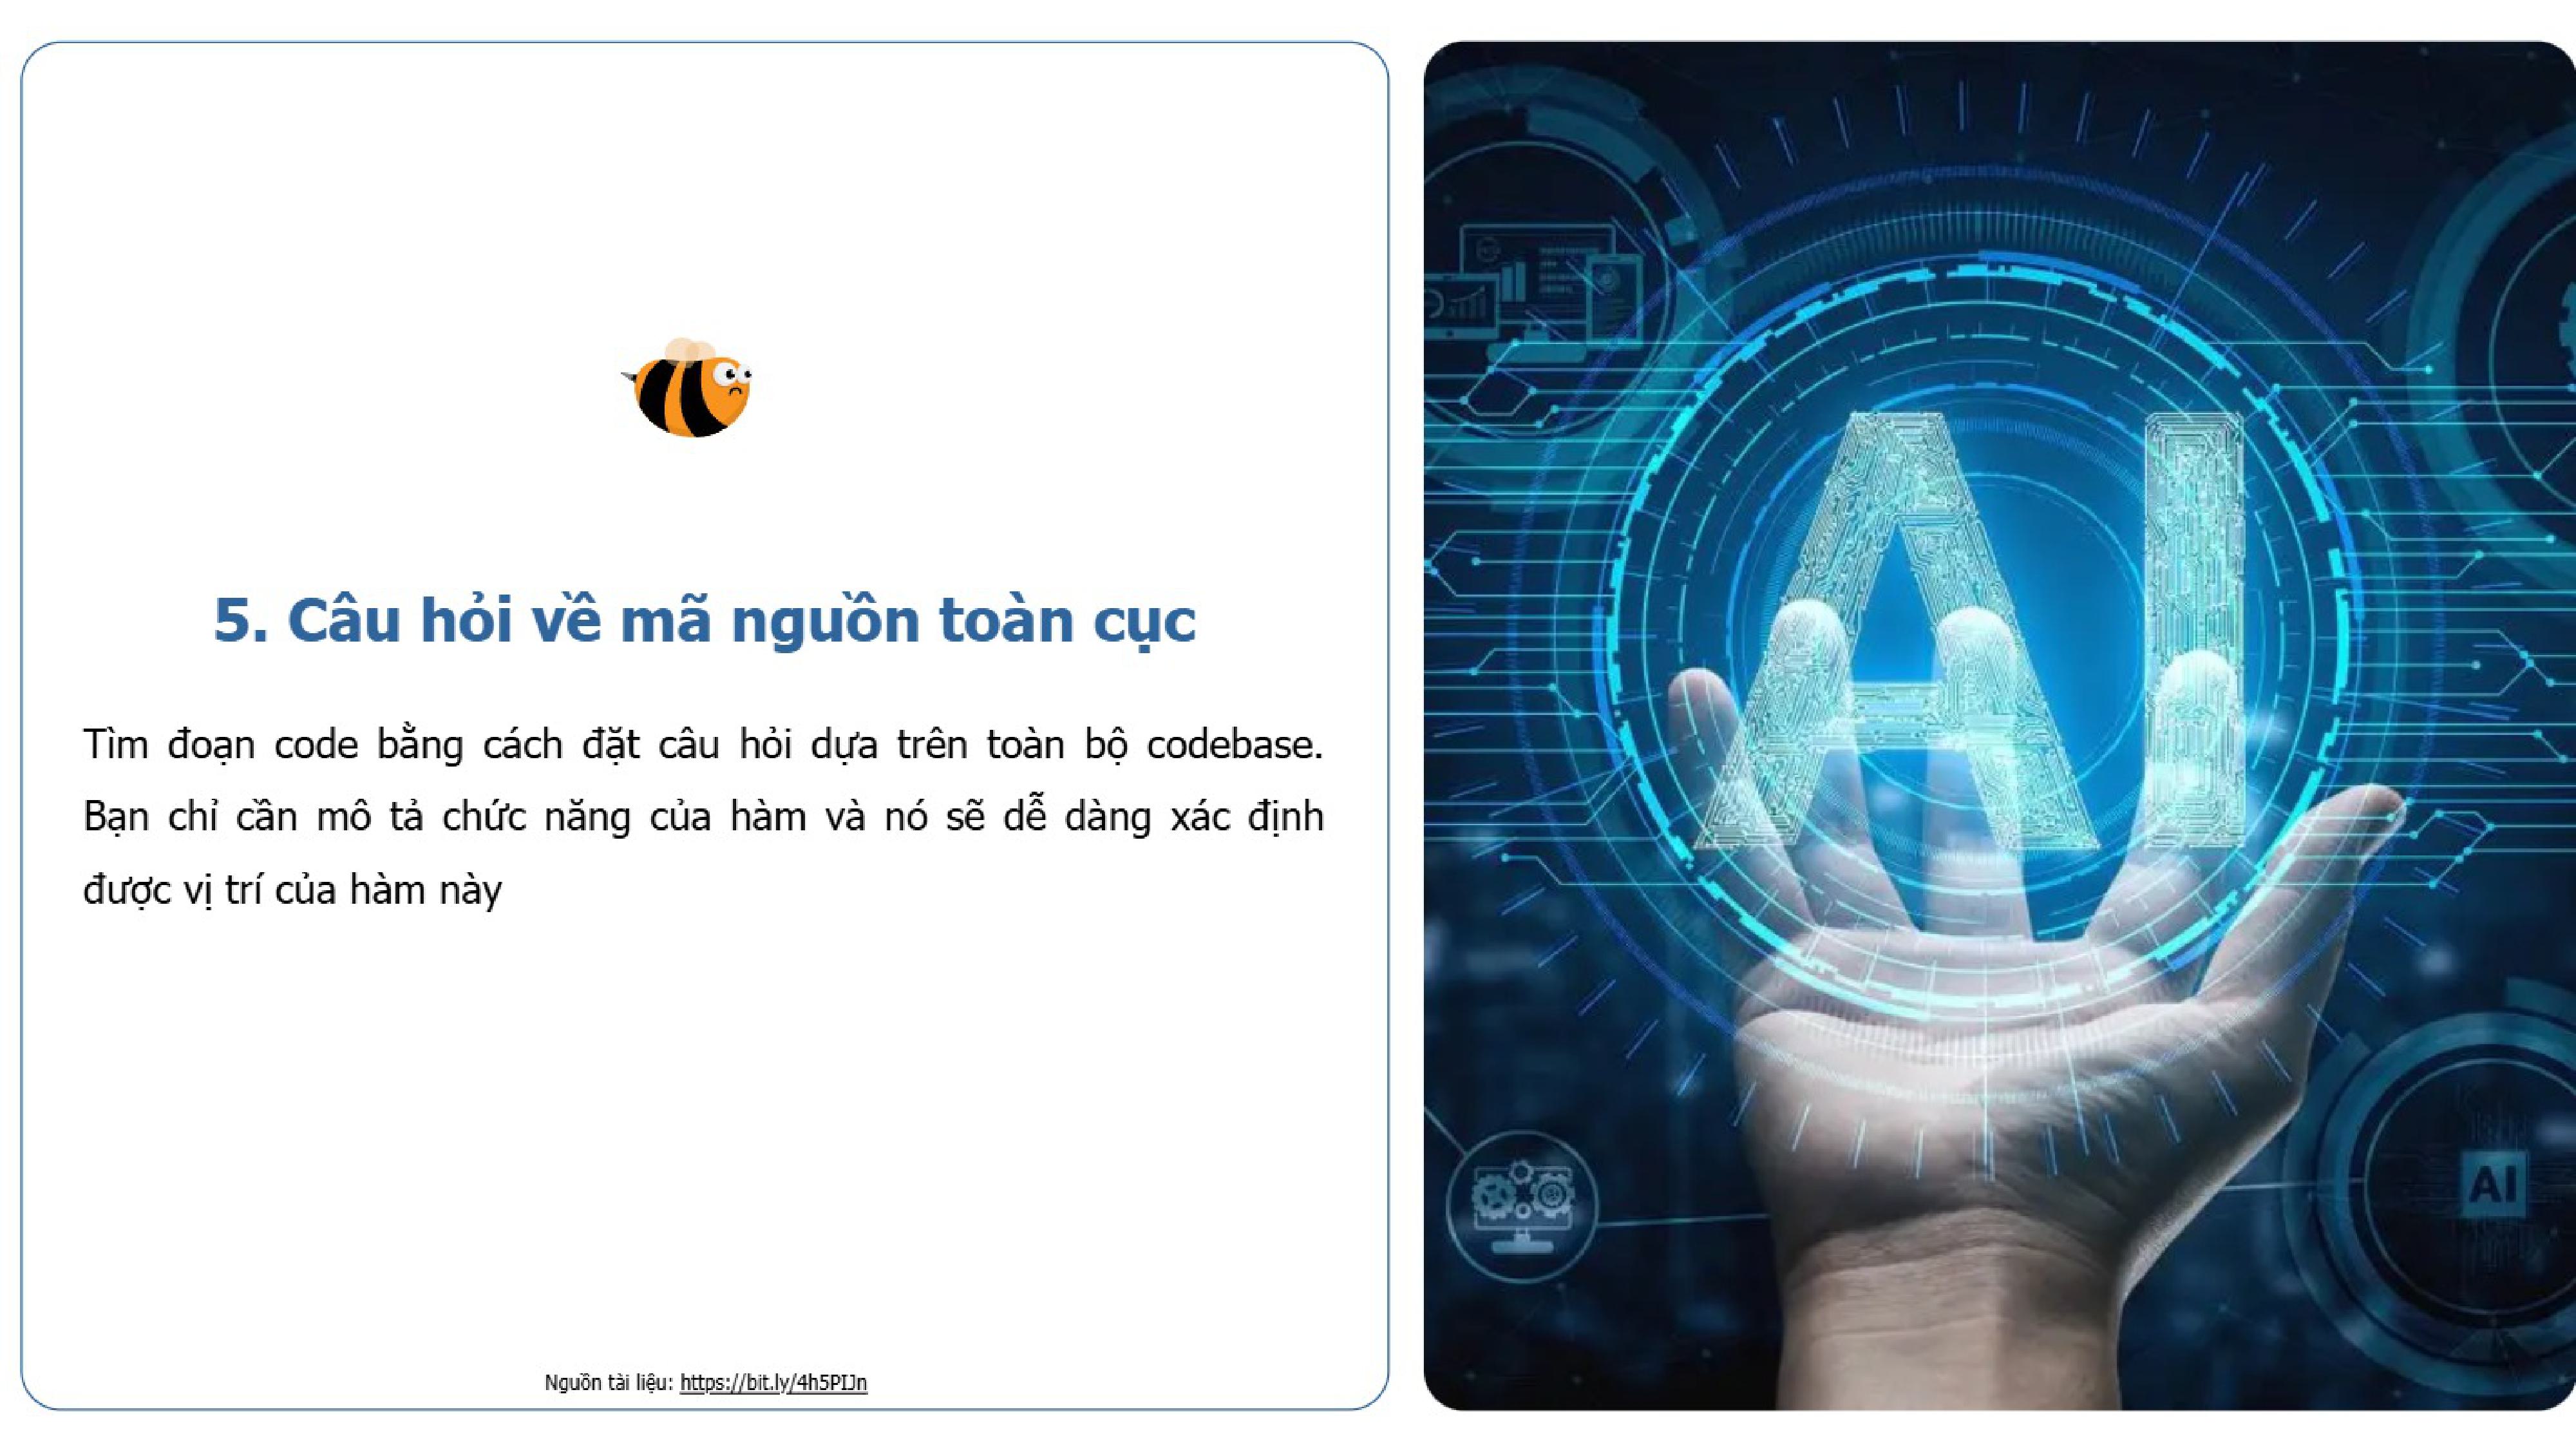 5. Câu hỏi về mã nguồn toàn cục
Tìm đoạn code bằng cách đặt câu hỏi dựa trên toàn bộ codebase.
Bạn chỉ cần mô tả chức năng của hàm và nó sẽ dễ dàng xác định
được vị trí của hàm này
Nguồn tài liệu: https://bit.ly/4h5PIJn
AI
AI